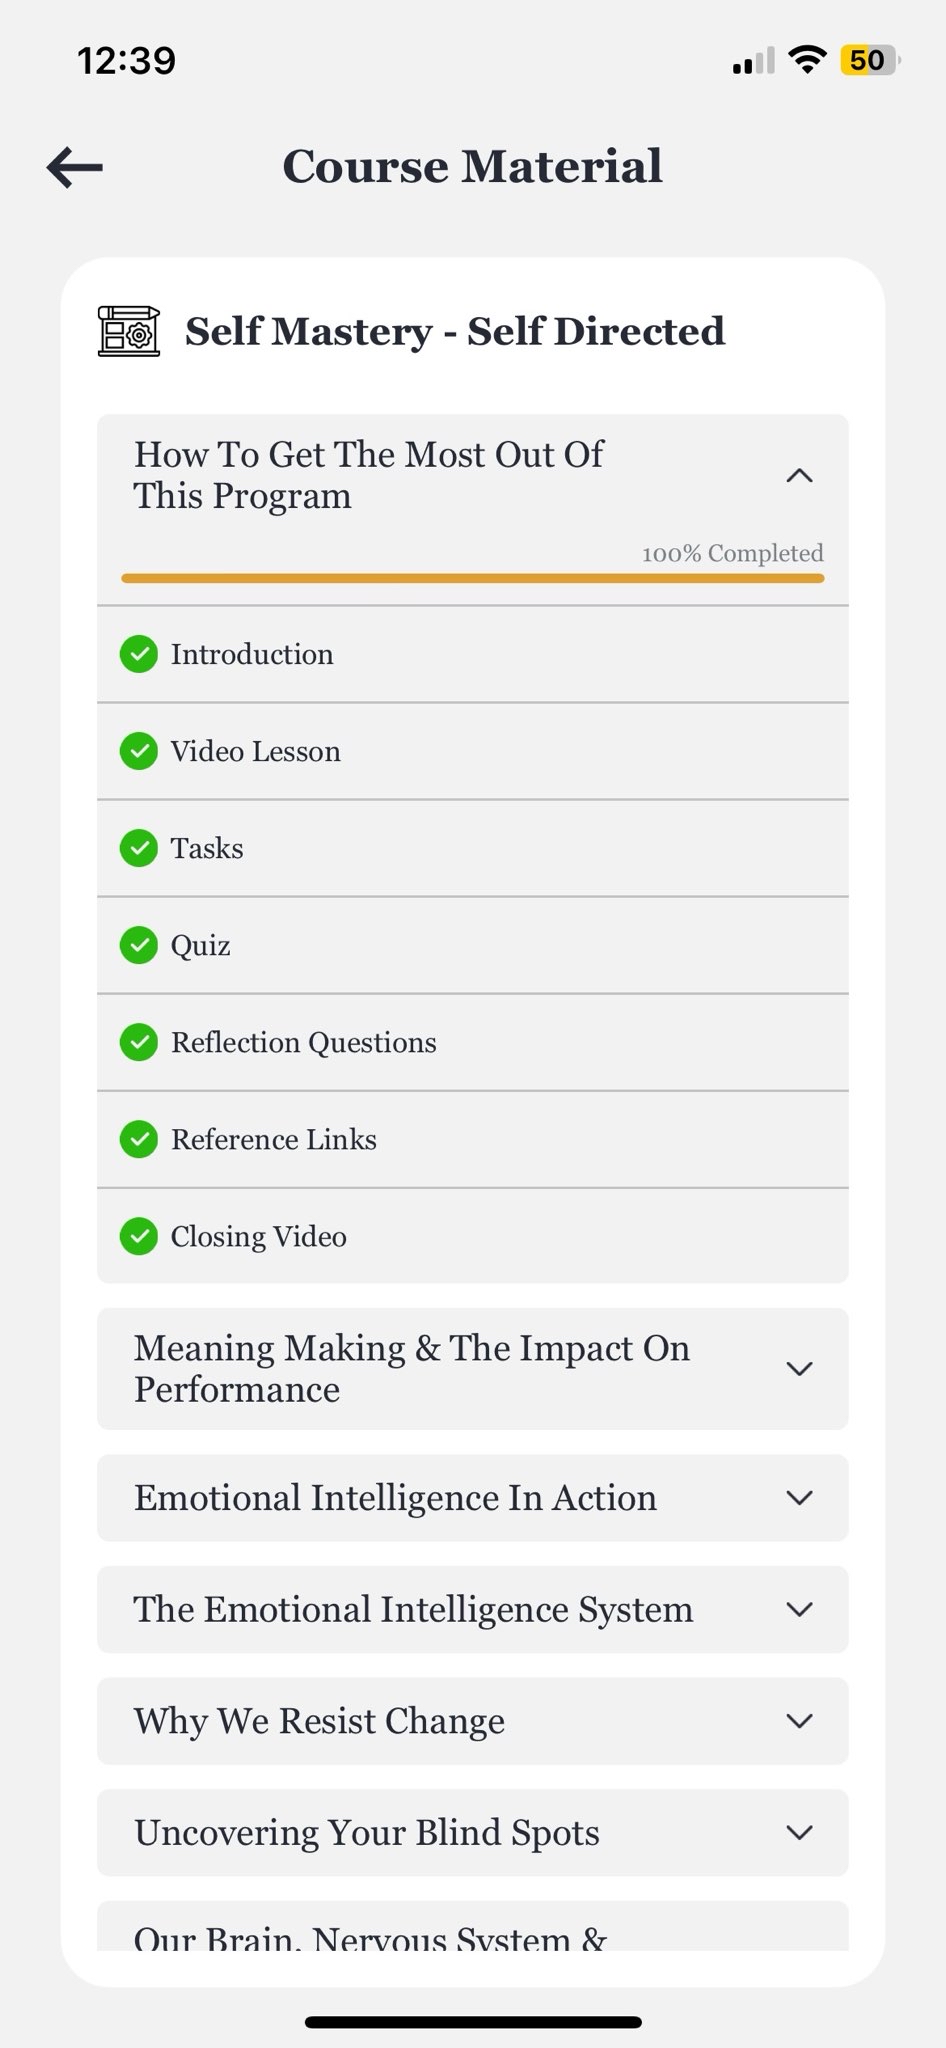 12:39
50
Course Material
Self Mastery - Self Directed
How To Get The Most Out Of
This Program
100% Completed
Introduction
Video Lesson
Tasks
Quiz
Reflection Questions
Reference Links
Closing Video
Meaning Making & The Impact On
Performance
Emotional Intelligence In Action
The Emotional Intelligence System
Why We Resist Change
Uncovering Your Blind Spots
Our Brain, Nervous System &